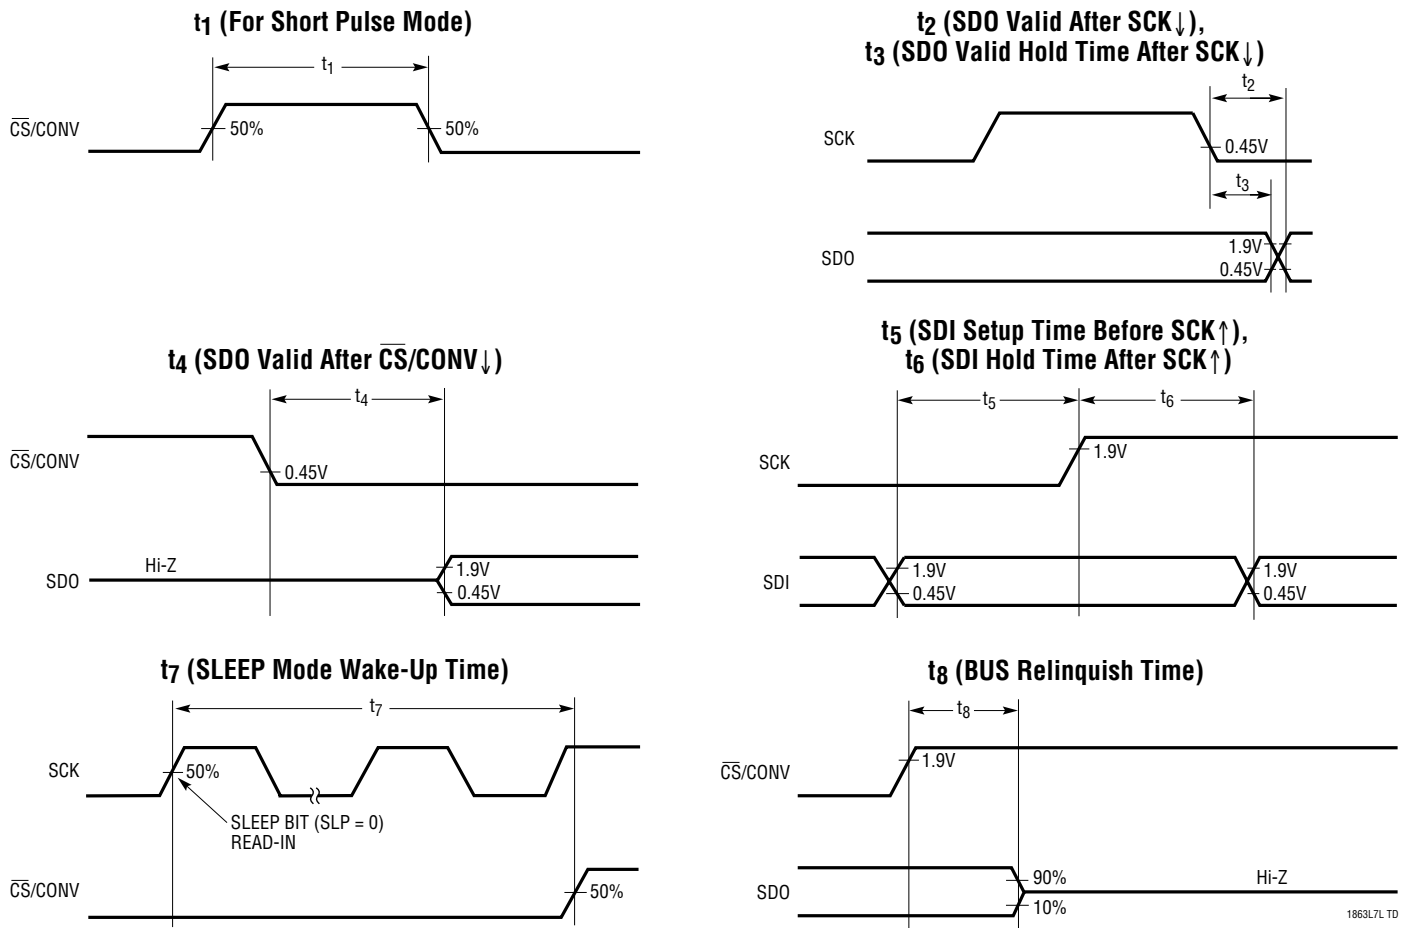 t1 (For Short Pulse Mode)
t1
C̅S̅/CONV
50%
50%
t2 (SDO Valid After SCK↓),
t3 (SDO Valid Hold Time After SCK↓)
t2
SCK
0.45V
t3
SDO
1.9V
0.45V
t4 (SDO Valid After C̅S̅/CONV↓)
t4
C̅S̅/CONV
0.45V
Hi-Z
SDO
1.9V
0.45V
t5 (SDI Setup Time Before SCK↑),
t6 (SDI Hold Time After SCK↑)
t5
t6
SCK
1.9V
SDI
1.9V
0.45V
1.9V
0.45V
t7 (SLEEP Mode Wake-Up Time)
t7
SCK
50%
SLEEP BIT (SLP = 0)
READ-IN
C̅S̅/CONV
50%
t8 (BUS Relinquish Time)
t8
C̅S̅/CONV
1.9V
SDO
90%
10%
Hi-Z
1863L7L TD